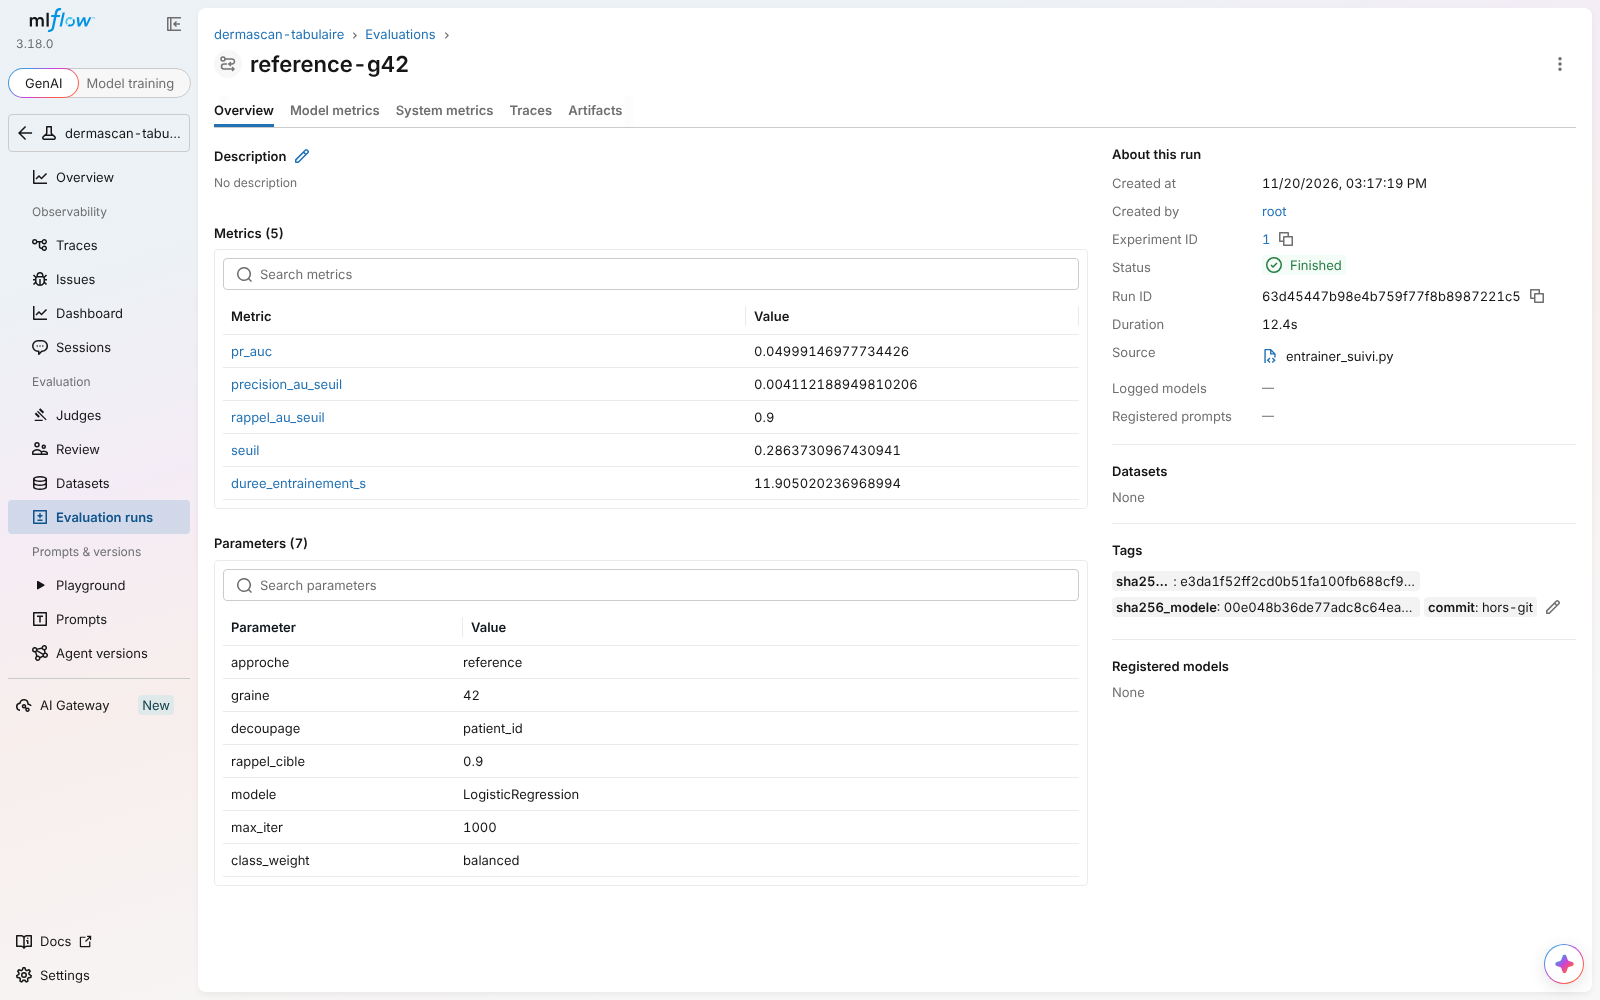 mlflow
3.18.0
GenAI
Model training
dermascan-tabu...
Overview
Observability
Traces
Issues
Dashboard
Sessions
Evaluation
Judges
Review
Datasets
Evaluation runs
Prompts & versions
Playground
Prompts
Agent versions
AI Gateway New
Docs
Settings
dermascan-tabulaire › Evaluations ›
reference-g42
Overview Model metrics System metrics Traces Artifacts
Description
No description
Metrics (5)
Search metrics
Metric Value
pr_auc 0.04999146977734426
precision_au_seuil 0.004112188949810206
rappel_au_seuil 0.9
seuil 0.2863730967430941
duree_entrainement_s 11.905020236968994
Parameters (7)
Search parameters
Parameter Value
approche reference
graine 42
decoupage patient_id
rappel_cible 0.9
modele LogisticRegression
max_iter 1000
class_weight balanced
About this run
Created at 11/20/2026, 03:17:19 PM
Created by root
Experiment ID 1
Status Finished
Run ID 63d45447b98e4b759f77f8b8987221c5
Duration 12.4s
Source entrainer_suivi.py
Logged models —
Registered prompts —
Datasets
None
Tags
sha25... : e3da1f52ff2cd0b51fa100fb688cf9...
sha256_modele: 00e048b36de77adc8c64ea... commit: hors-git
Registered models
None